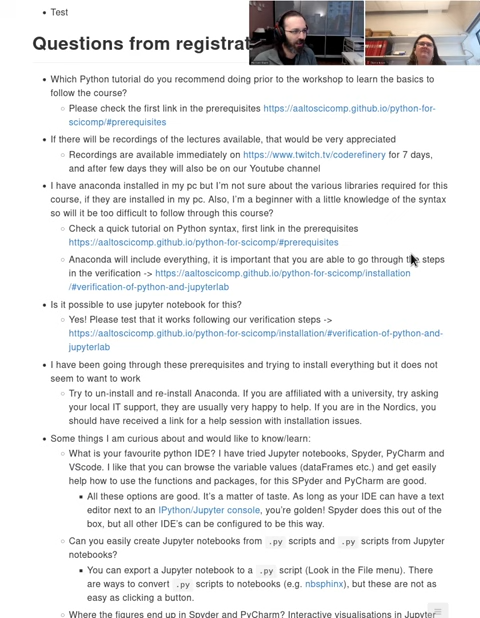 Test
Questions from registrat
Which Python tutorial do you recommend doing prior to the workshop to learn the basics to
follow the course?
Please check the first link in the prerequisites https://aaltoscicomp.github.io/python-for-
scicomp/#prerequisites
If there will be recordings of the lectures available, that would be very appreciated
Recordings are available immediately on https://www.twitch.tv/coderefinery for 7 days,
and after few days they will also be on our Youtube channel
I have anaconda installed in my pc but I'm not sure about the various libraries required for this
course, if they are installed in my pc. Also, I'm a beginner with a little knowledge of the syntax
so will it be too difficult to follow through this course?
Check a quick tutorial on Python syntax, first link in the prerequisites
https://aaltoscicomp.github.io/python-for-scicomp/#prerequisites
Anaconda will include everything, it is important that you are able to go through the steps
in the verification -> https://aaltoscicomp.github.io/python-for-scicomp/installation
/#verification-of-python-and-jupyterlab
Is it possible to use jupyter notebook for this?
Yes! Please test that it works following our verification steps ->
https://aaltoscicomp.github.io/python-for-scicomp/installation/#verification-of-python-and-
jupyterlab
I have been going through these prerequisites and trying to install everything but it does not
seem to want to work
Try to un-install and re-install Anaconda. If you are affiliated with a university, try asking
your local IT support, they are usually very happy to help. If you are in the Nordics, you
should have received a link for a help session with installation issues.
Some things I am curious about and would like to know/learn:
What is your favourite python IDE? I have tried Jupyter notebooks, Spyder, PyCharm and
VScode. I like that you can browse the variable values (dataFrames etc.) and get easily
help how to use the functions and packages, for this SPyder and PyCharm are good.
All these options are good. It's a matter of taste. As long as your IDE can have a text
editor next to an IPython/Jupyter console, you're golden! Spyder does this out of the
box, but all other IDE's can be configured to be this way.
Can you easily create Jupyter notebooks from .py scripts and .py scripts from Jupyter
notebooks?
You can export a Jupyter notebook to a .py script (Look in the File menu). There
are ways to convert .py scripts to notebooks (e.g. nbsphinx), but these are not as
easy as clicking a button.
Where the figures end up in Spyder and PyCharm? Interactive visualisations in Jupyter